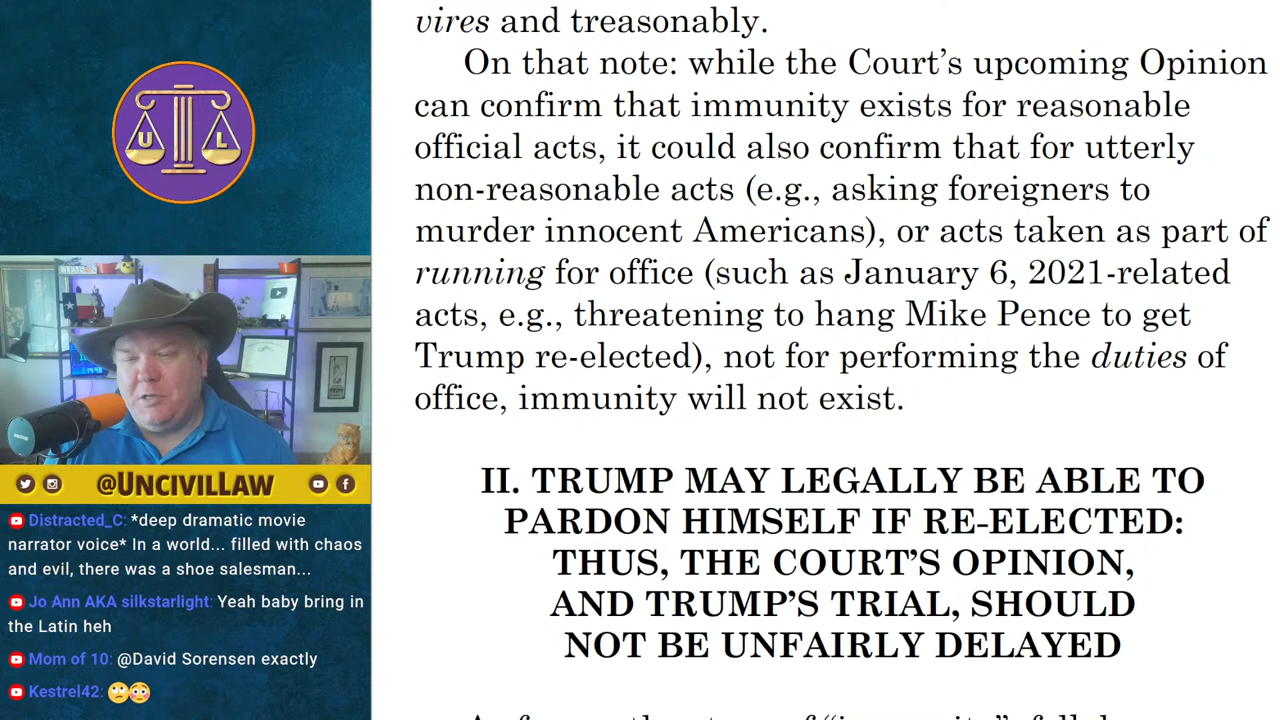 U L
@UNCIVILLAW
Distracted_C: *deep dramatic movie
narrator voice* In a world... filled with chaos
and evil, there was a shoe salesman...
Jo Ann AKA silkstarlight: Yeah baby bring in
the Latin heh
Mom of 10: @David Sorensen exactly
Kestrel42: 🙄😳
vires and treasonably.
On that note: while the Court’s upcoming Opinion
can confirm that immunity exists for reasonable
official acts, it could also confirm that for utterly
non-reasonable acts (e.g., asking foreigners to
murder innocent Americans), or acts taken as part of
running for office (such as January 6, 2021-related
acts, e.g., threatening to hang Mike Pence to get
Trump re-elected), not for performing the duties of
office, immunity will not exist.
II. TRUMP MAY LEGALLY BE ABLE TO
PARDON HIMSELF IF RE-ELECTED:
THUS, THE COURT’S OPINION,
AND TRUMP’S TRIAL, SHOULD
NOT BE UNFAIRLY DELAYED